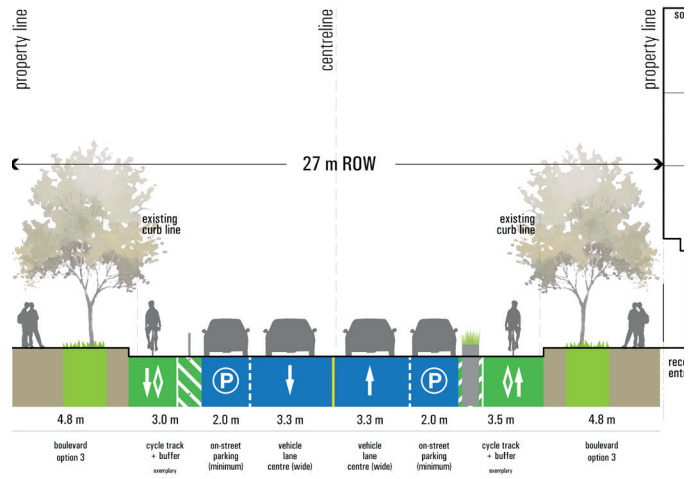 property line
centreline
property line
so
27 m ROW
existing
curb line
existing
curb line
P
P
rec
entr
4.8 m
3.0 m
2.0 m
3.3 m
3.3 m
2.0 m
3.5 m
4.8 m
boulevard
option 3
cycle track
+ buffer
exemplary
on-street
parking
(minimum)
vehicle
lane
centre (wide)
vehicle
lane
centre (wide)
on-street
parking
(minimum)
cycle track
+ buffer
exemplary
boulevard
option 3